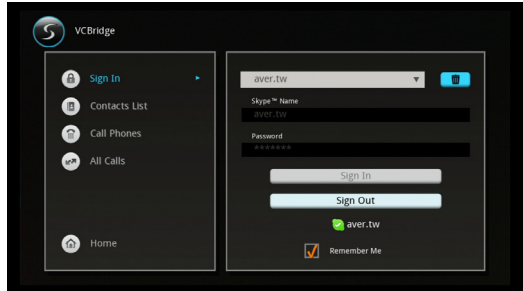 VCBridge
Sign In
Contacts List
Call Phones
All Calls
Home
aver.tw
Skype™ Name
aver.tw
Password
*******
Sign In
Sign Out
aver.tw
Remember Me